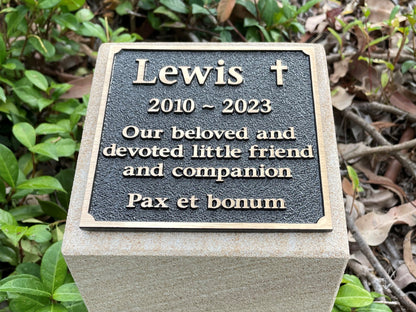 Lewis ✝
2010 ~ 2023
Our beloved and
devoted little friend
and companion
Pax et bonum